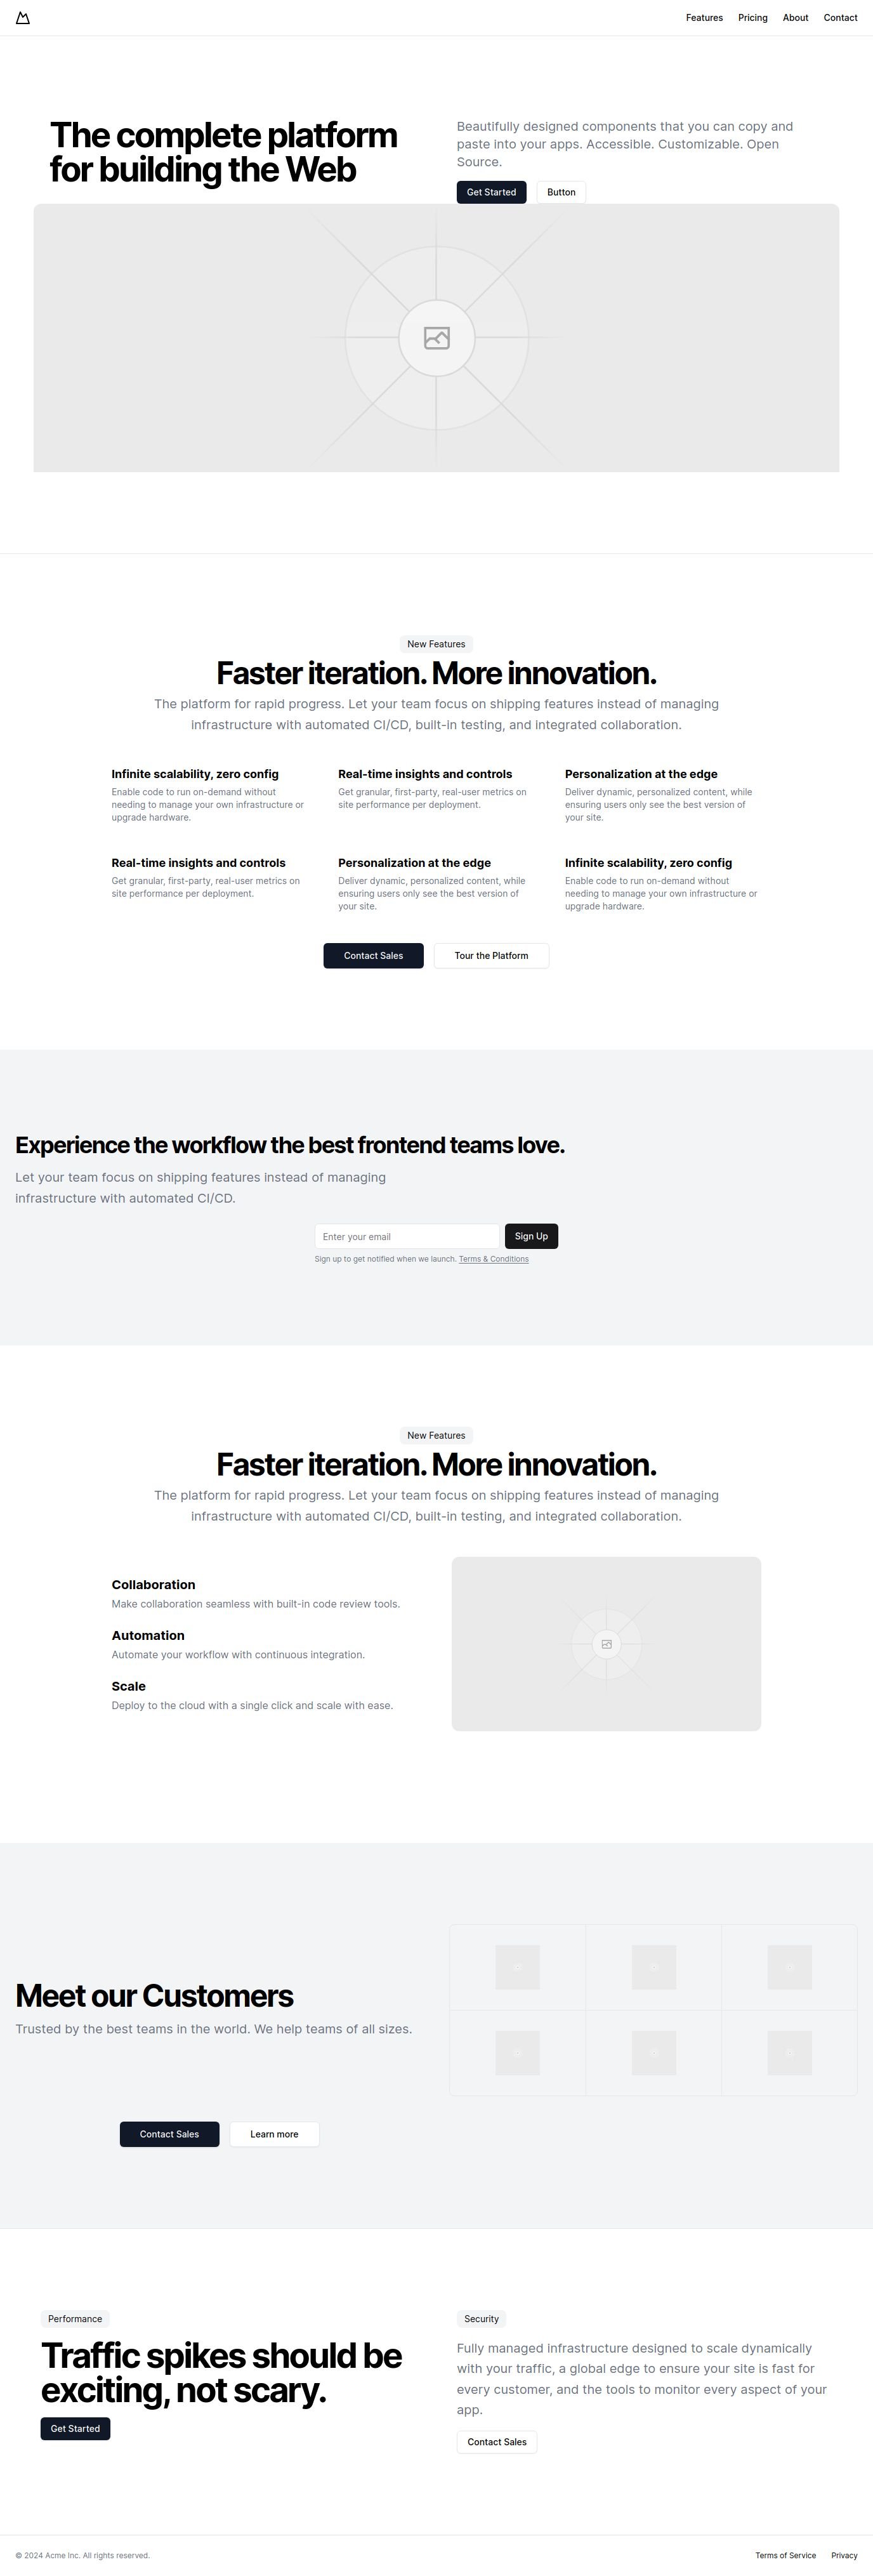 Features
Pricing
About
Contact
The complete platform
for building the Web
Beautifully designed components that you can copy and
paste into your apps. Accessible. Customizable. Open
Source.
Get Started
Button
New Features
Faster iteration. More innovation.
The platform for rapid progress. Let your team focus on shipping features instead of managing
infrastructure with automated CI/CD, built-in testing, and integrated collaboration.
Infinite scalability, zero config
Enable code to run on-demand without
needing to manage your own infrastructure or
upgrade hardware.
Real-time insights and controls
Get granular, first-party, real-user metrics on
site performance per deployment.
Personalization at the edge
Deliver dynamic, personalized content, while
ensuring users only see the best version of
your site.
Real-time insights and controls
Get granular, first-party, real-user metrics on
site performance per deployment.
Personalization at the edge
Deliver dynamic, personalized content, while
ensuring users only see the best version of
your site.
Infinite scalability, zero config
Enable code to run on-demand without
needing to manage your own infrastructure or
upgrade hardware.
Contact Sales
Tour the Platform
Experience the workflow the best frontend teams love.
Let your team focus on shipping features instead of managing
infrastructure with automated CI/CD.
Enter your email
Sign Up
Sign up to get notified when we launch. Terms & Conditions
New Features
Faster iteration. More innovation.
The platform for rapid progress. Let your team focus on shipping features instead of managing
infrastructure with automated CI/CD, built-in testing, and integrated collaboration.
Collaboration
Make collaboration seamless with built-in code review tools.
Automation
Automate your workflow with continuous integration.
Scale
Deploy to the cloud with a single click and scale with ease.
Meet our Customers
Trusted by the best teams in the world. We help teams of all sizes.
Contact Sales
Learn more
Performance
Traffic spikes should be
exciting, not scary.
Get Started
Security
Fully managed infrastructure designed to scale dynamically
with your traffic, a global edge to ensure your site is fast for
every customer, and the tools to monitor every aspect of your
app.
Contact Sales
© 2024 Acme Inc. All rights reserved.
Terms of Service
Privacy